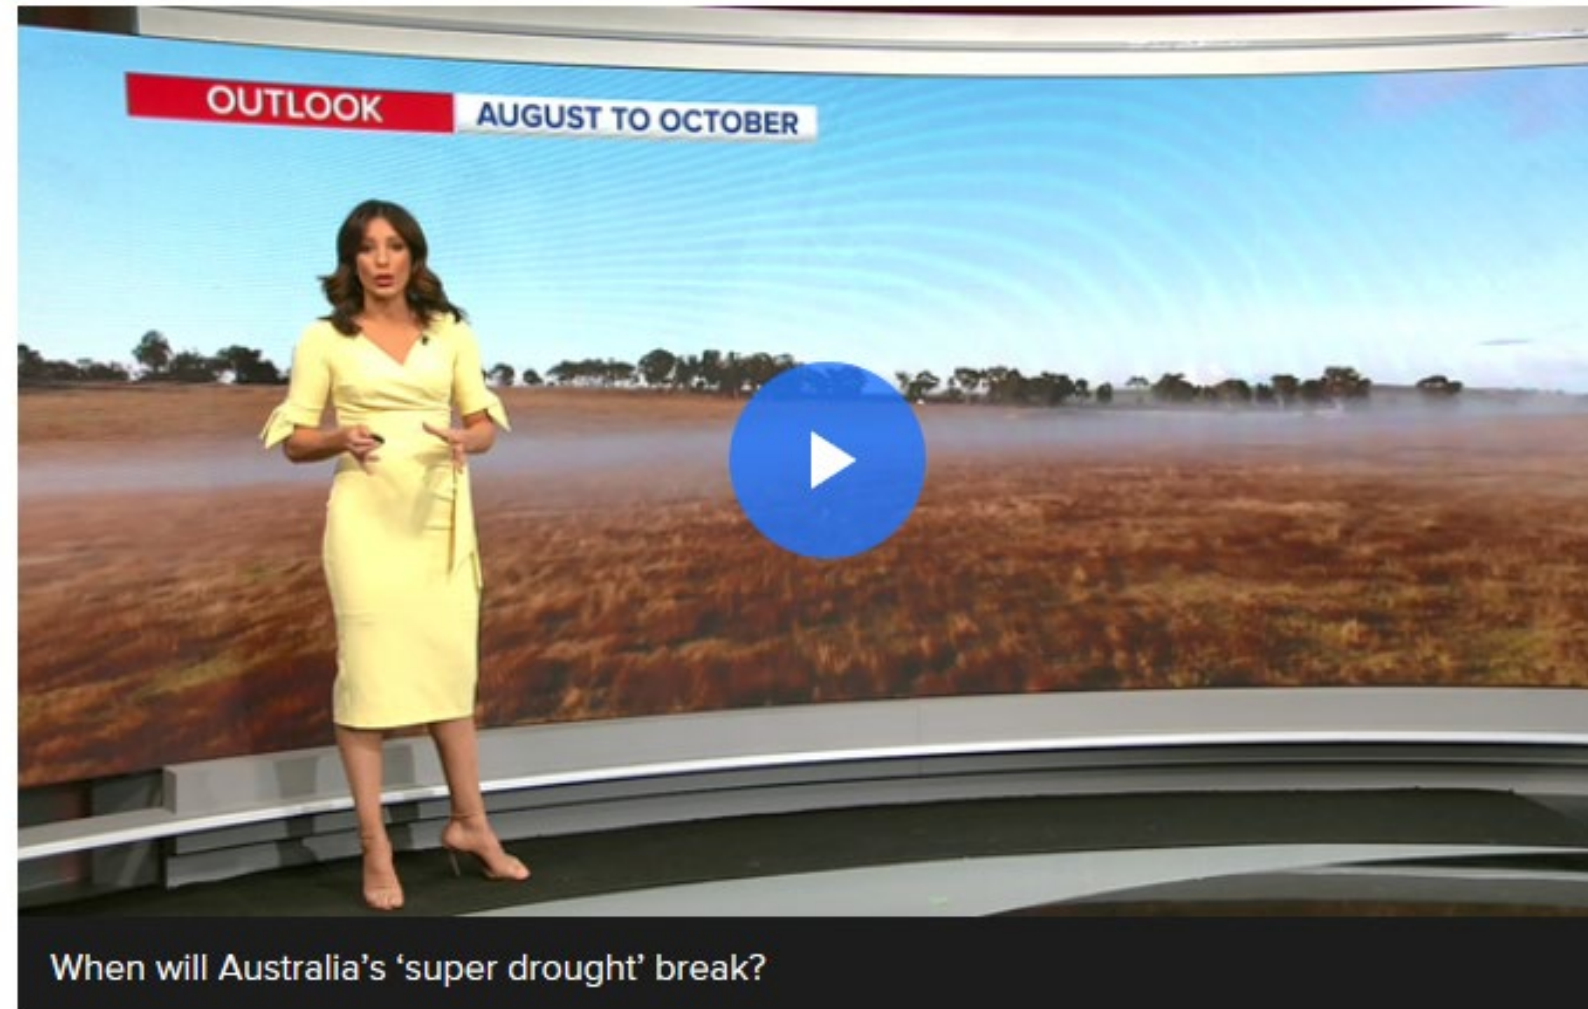 OUTLOOK AUGUST TO OCTOBER
When will Australia’s ‘super drought’ break?